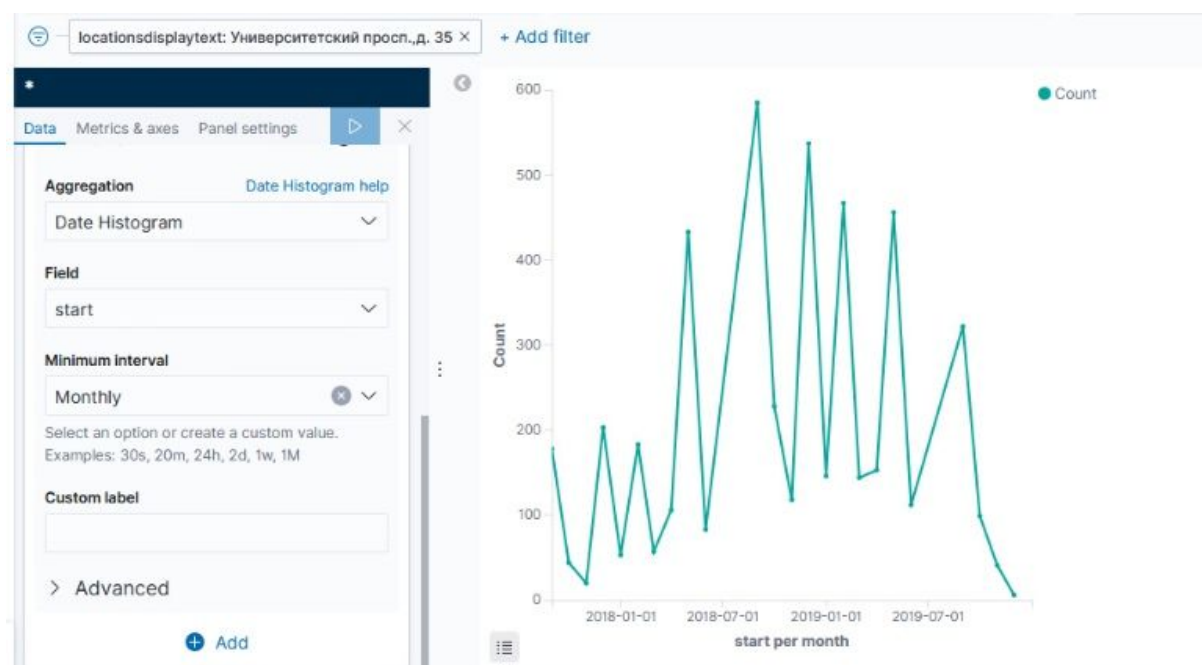 locationsdisplaytext: Университетский просп.,д. 35 ×
+ Add filter
*
Data Metrics & axes Panel settings
Aggregation Date Histogram help
Date Histogram
Field
start
Minimum interval
Monthly
Select an option or create a custom value.
Examples: 30s, 20m, 24h, 2d, 1w, 1M
Custom label
> Advanced
Add
600
500
400
300
200
100
0
Count
2018-01-01 2018-07-01 2019-01-01 2019-07-01
start per month
Count